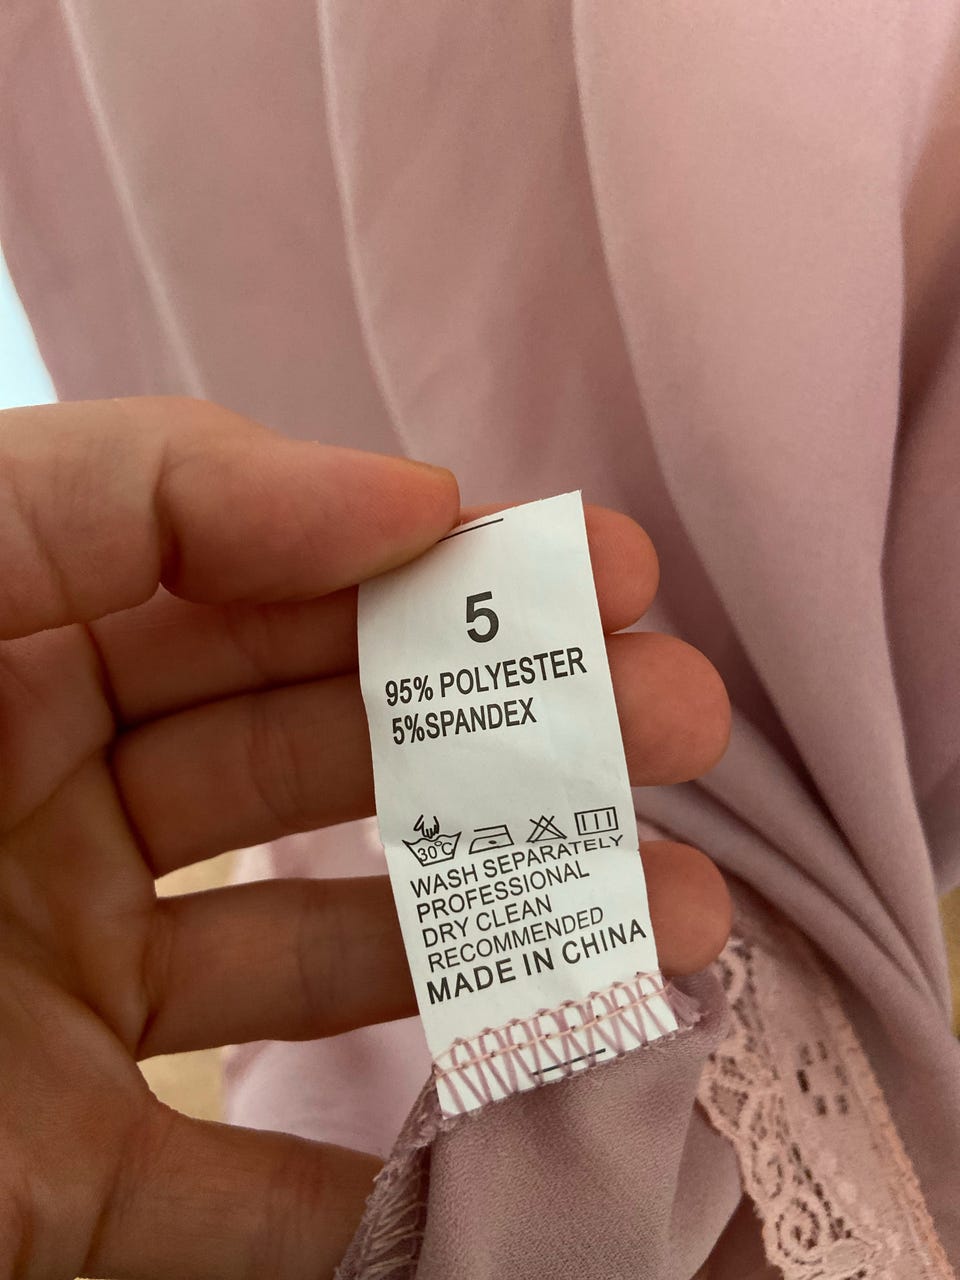 5
95% POLYESTER
5%SPANDEX
30°C
WASH SEPARATELY
PROFESSIONAL
DRY CLEAN
RECOMMENDED
MADE IN CHINA